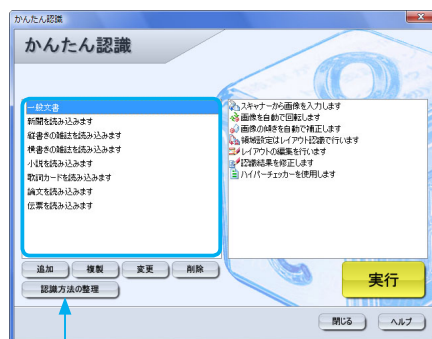 かんたん認識
かんたん認識
一般文書
新聞を読み込みます
縦書きの雑誌を読み込みます
横書きの雑誌を読み込みます
小説を読み込みます
歌詞カードを読み込みます
論文を読み込みます
伝票を読み込みます
スキャナーから画像を入力します
画像を自動で回転します
画像の傾きを自動で補正します
領域設定はレイアウト認識で行います
レイアウトの編集を行います
認識結果を修正します
ハイパーチェッカーを使用します
追加
複製
変更
削除
認識方法の整理
実行
閉じる
ヘルプ